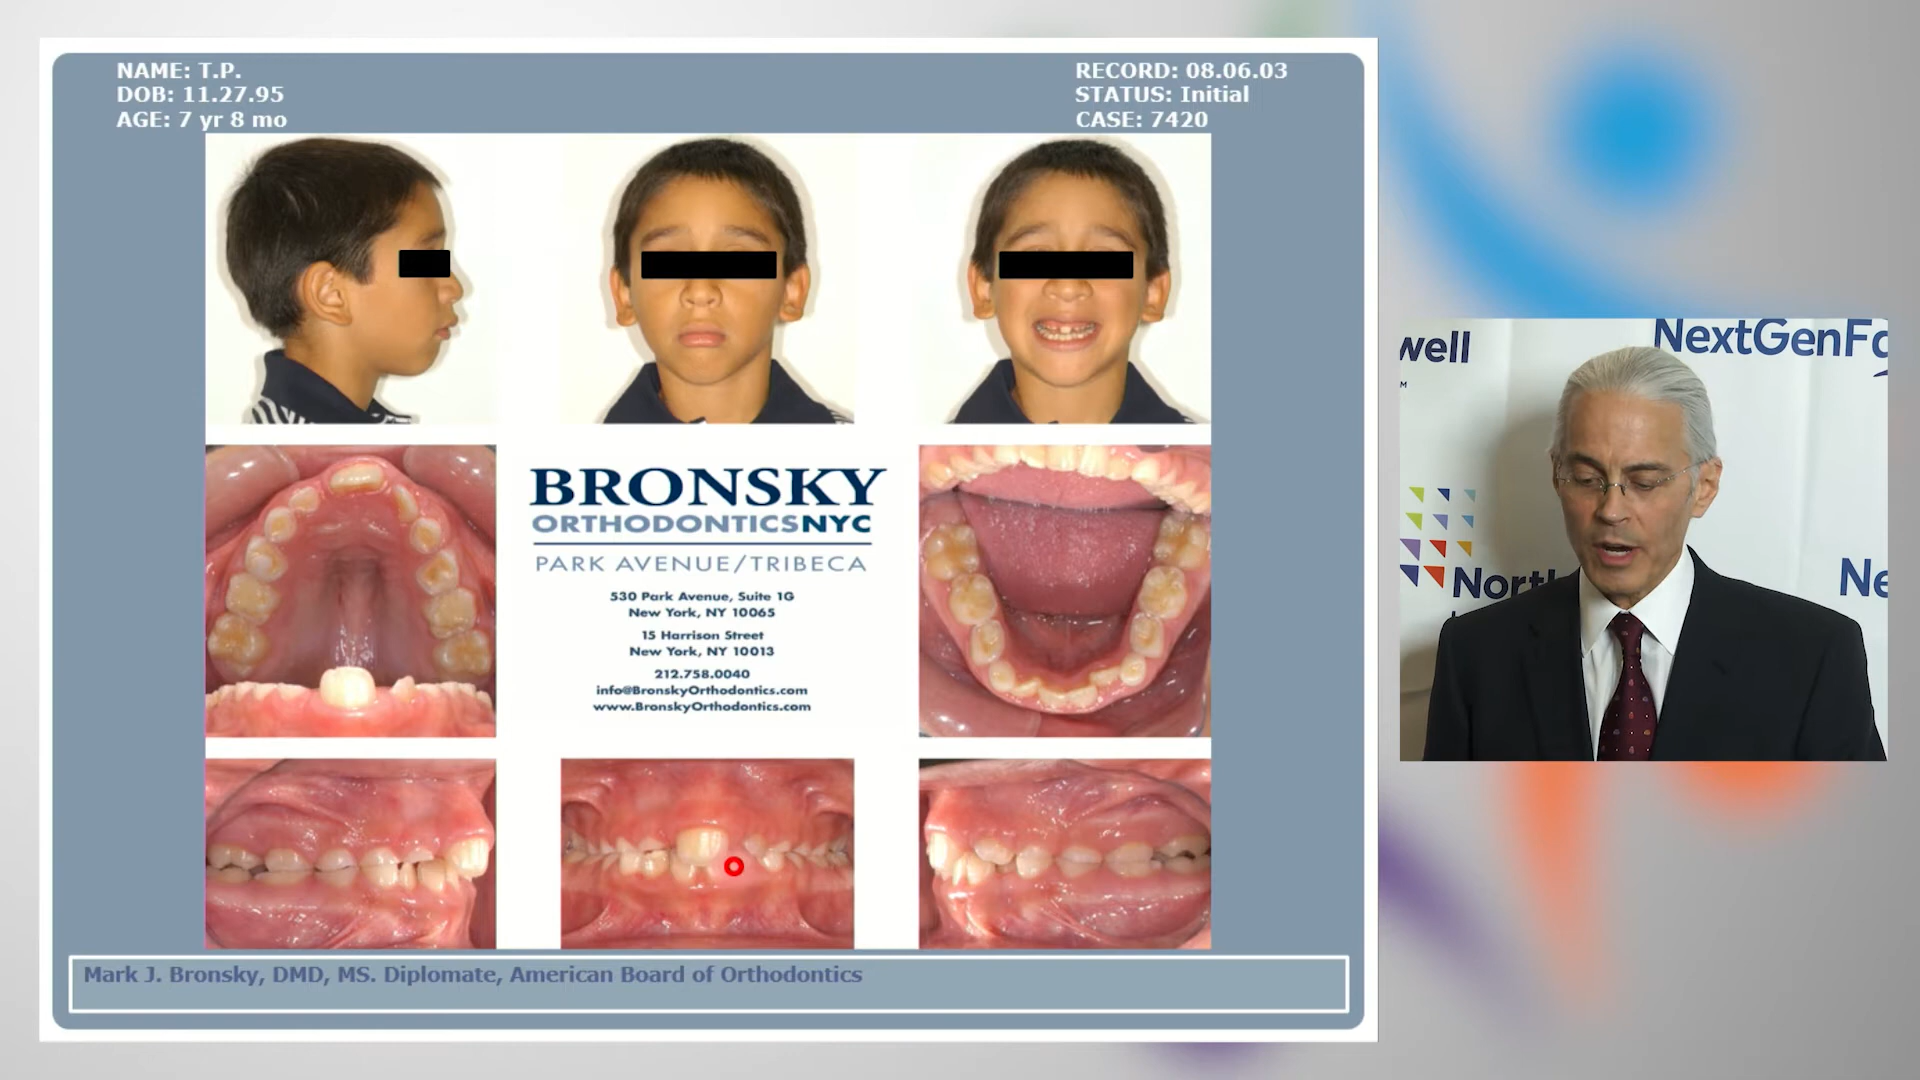 NAME: T.P.
DOB: 11.27.95
AGE: 7 yr 8 mo
RECORD: 08.06.03
STATUS: Initial
CASE: 7420
BRONSKY
ORTHODONTICSNYC
PARK AVENUE/TRIBECA
530 Park Avenue, Suite 1G
New York, NY 10065
15 Harrison Street
New York, NY 10013
212.758.0040
info@BronskyOrthodontics.com
www.BronskyOrthodontics.com
Mark J. Bronsky, DMD, MS. Diplomate, American Board of Orthodontics
well
NextGenFa
North
Ne